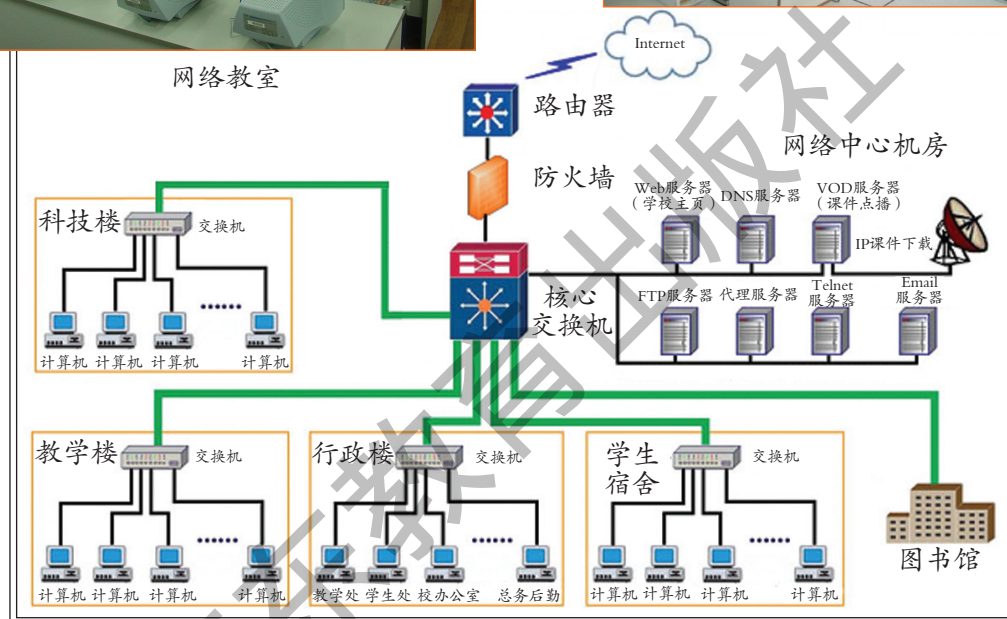 网络教室
Internet
路由器
防火墙
网络中心机房
Web服务器
（学校主页）
DNS服务器
VOD服务器
（课件点播）
IP课件下载
科技楼
交换机
核心
交换机
FTP服务器
代理服务器
Telnet
服务器
Email
服务器
计算机
计算机
计算机
计算机
教学楼
交换机
行政楼
交换机
学生
宿舍
交换机
计算机
计算机
计算机
计算机
教学处
学生处
校办公室
总务后勤
计算机
计算机
计算机
计算机
图书馆
东教育出版社